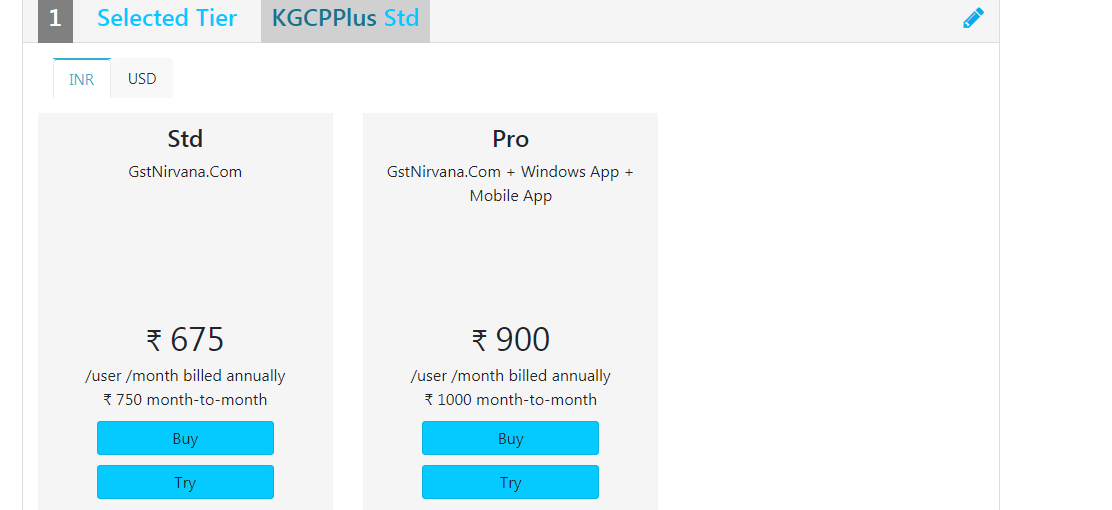 1 Selected Tier KGCPPlus Std
INR USD
Std
GstNirvana.Com
₹ 675
/user /month billed annually
₹ 750 month-to-month
Buy
Try
Pro
GstNirvana.Com + Windows App +
Mobile App
₹ 900
/user /month billed annually
₹ 1000 month-to-month
Buy
Try